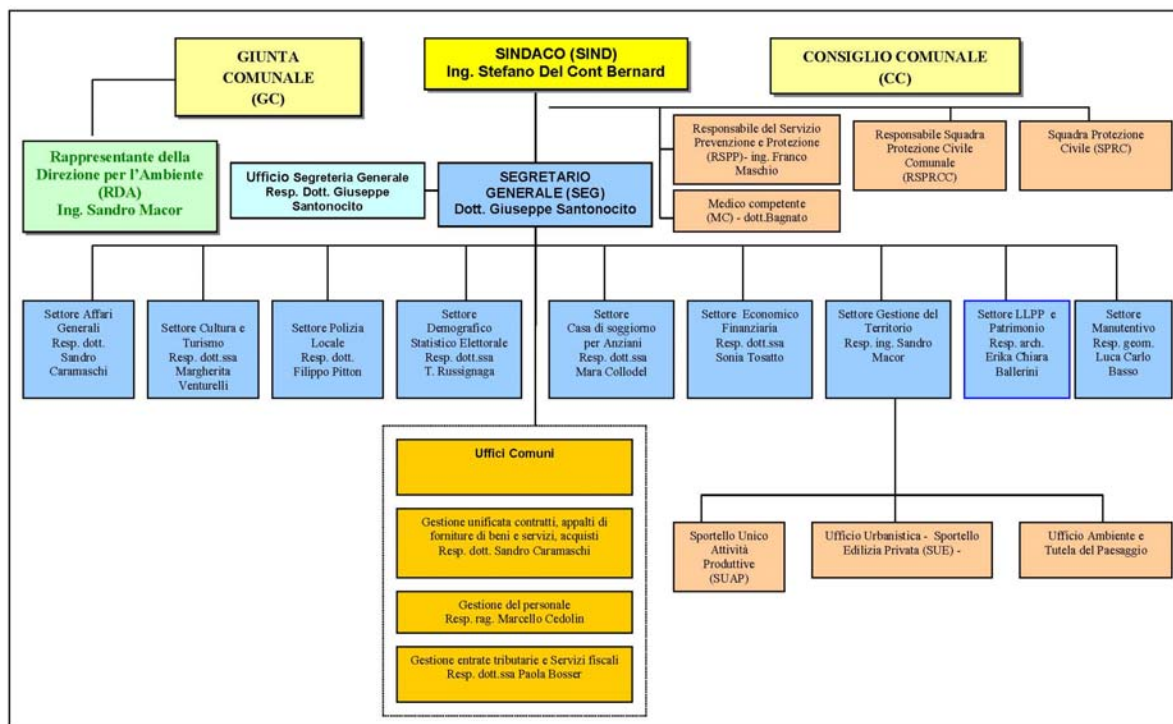 GIUNTA
COMUNALE
(GC)
SINDACO (SIND)
Ing. Stefano Del Cont Bernard
CONSIGLIO COMUNALE
(CC)
Rappresentante della
Direzione per l'Ambiente
(RDA)
Ing. Sandro Macor
Ufficio Segreteria Generale
Resp. Dott. Giuseppe
Santonocito
SEGRETARIO
GENERALE (SEG)
Dott. Giuseppe Santonocito
Responsabile del Servizio
Prevenzione e Protezione
(RSPP)- ing. Franco
Maschio
Medico competente
(MC) - dott.Bagnato
Responsabile Squadra
Protezione Civile
Comunale
(RSPRCC)
Squadra Protezione
Civile (SPRC)
Settore Affari
Generali
Resp. dott.
Sandro
Caramaschi
Settore Cultura e
Turismo
Resp. dott.ssa
Margherita
Venturelli
Settore Polizia
Locale
Resp. dott.
Filippo Pitton
Settore
Demografico
Statistico Elettorale
Resp. dott.ssa
T. Russignaga
Settore
Casa di soggiorno
per Anziani
Resp. dott.ssa
Mara Collodel
Settore Economico
Finanziaria
Resp. dott.ssa
Sonia Tosatto
Settore Gestione del
Territorio
Resp. ing. Sandro
Macor
Settore LLPP e
Patrimonio
Resp. arch.
Erika Chiara
Ballerini
Settore
Manutentivo
Resp. geom.
Luca Carlo
Basso
Uffici Comuni
Gestione unificata contratti, appalti di
forniture di beni e servizi, acquisti
Resp. dott. Sandro Caramaschi
Gestione del personale
Resp. rag. Marcello Cedolin
Gestione entrate tributarie e Servizi fiscali
Resp. dott.ssa Paola Bosser
Sportello Unico
Attività
Produttive
(SUAP)
Ufficio Urbanistica - Sportello
Edilizia Privata (SUE) -
Ufficio Ambiente e
Tutela del Paesaggio